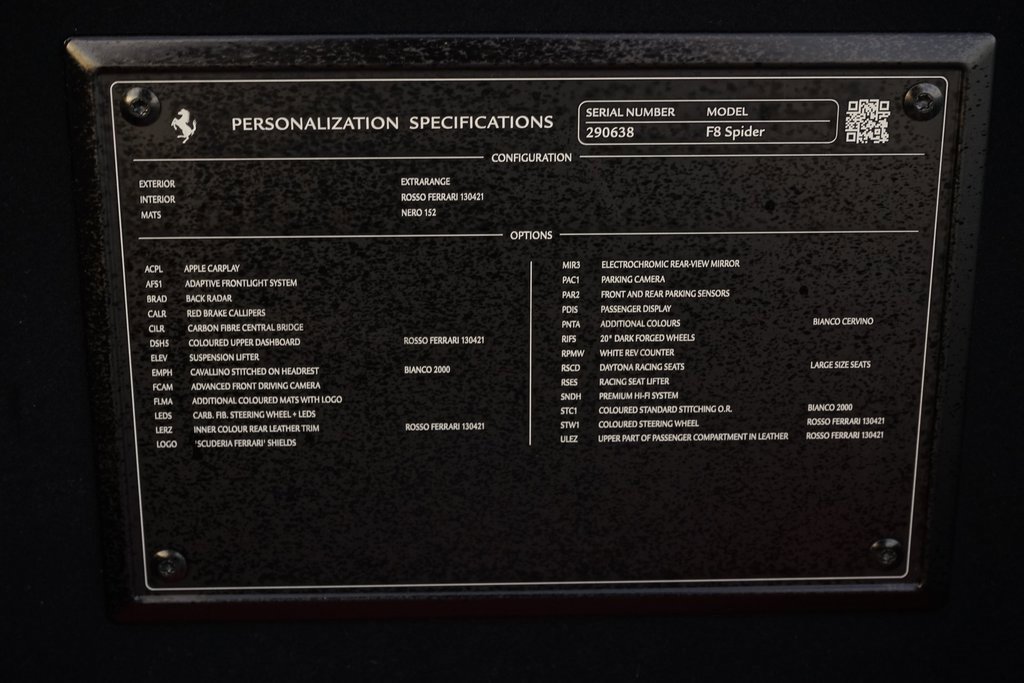 PERSONALIZATION SPECIFICATIONS
SERIAL NUMBER MODEL
290638 F8 Spider
CONFIGURATION
EXTERIOR EXTRARANGE
INTERIOR ROSSO FERRARI 130421
MATS NERO 152
OPTIONS
ACPL APPLE CARPLAY
AFS1 ADAPTIVE FRONTLIGHT SYSTEM
BRAD BACK RADAR
CALR RED BRAKE CALLIPERS
CILR CARBON FIBRE CENTRAL BRIDGE
DSH5 COLOURED UPPER DASHBOARD ROSSO FERRARI 130421
ELEV SUSPENSION LIFTER
EMPH CAVALLINO STITCHED ON HEADREST BIANCO 2000
FCAM ADVANCED FRONT DRIVING CAMERA
FLMA ADDITIONAL COLOURED MATS WITH LOGO
LEDS CARB. FIB. STEERING WHEEL + LEDS
LERZ INNER COLOUR REAR LEATHER TRIM ROSSO FERRARI 130421
LOGO 'SCUDERIA FERRARI' SHIELDS
MIR3 ELECTROCHROMIC REAR-VIEW MIRROR
PAC1 PARKING CAMERA
PAR2 FRONT AND REAR PARKING SENSORS
PDIS PASSENGER DISPLAY
PNTA ADDITIONAL COLOURS BIANCO CERVINO
RIFS 20" DARK FORGED WHEELS
RPMW WHITE REV COUNTER
RSCD DAYTONA RACING SEATS LARGE SIZE SEATS
RSES RACING SEAT LIFTER
SNDH PREMIUM HI-FI SYSTEM
STC1 COLOURED STANDARD STITCHING O.R. BIANCO 2000
STW1 COLOURED STEERING WHEEL ROSSO FERRARI 130421
ULEZ UPPER PART OF PASSENGER COMPARTMENT IN LEATHER ROSSO FERRARI 130421